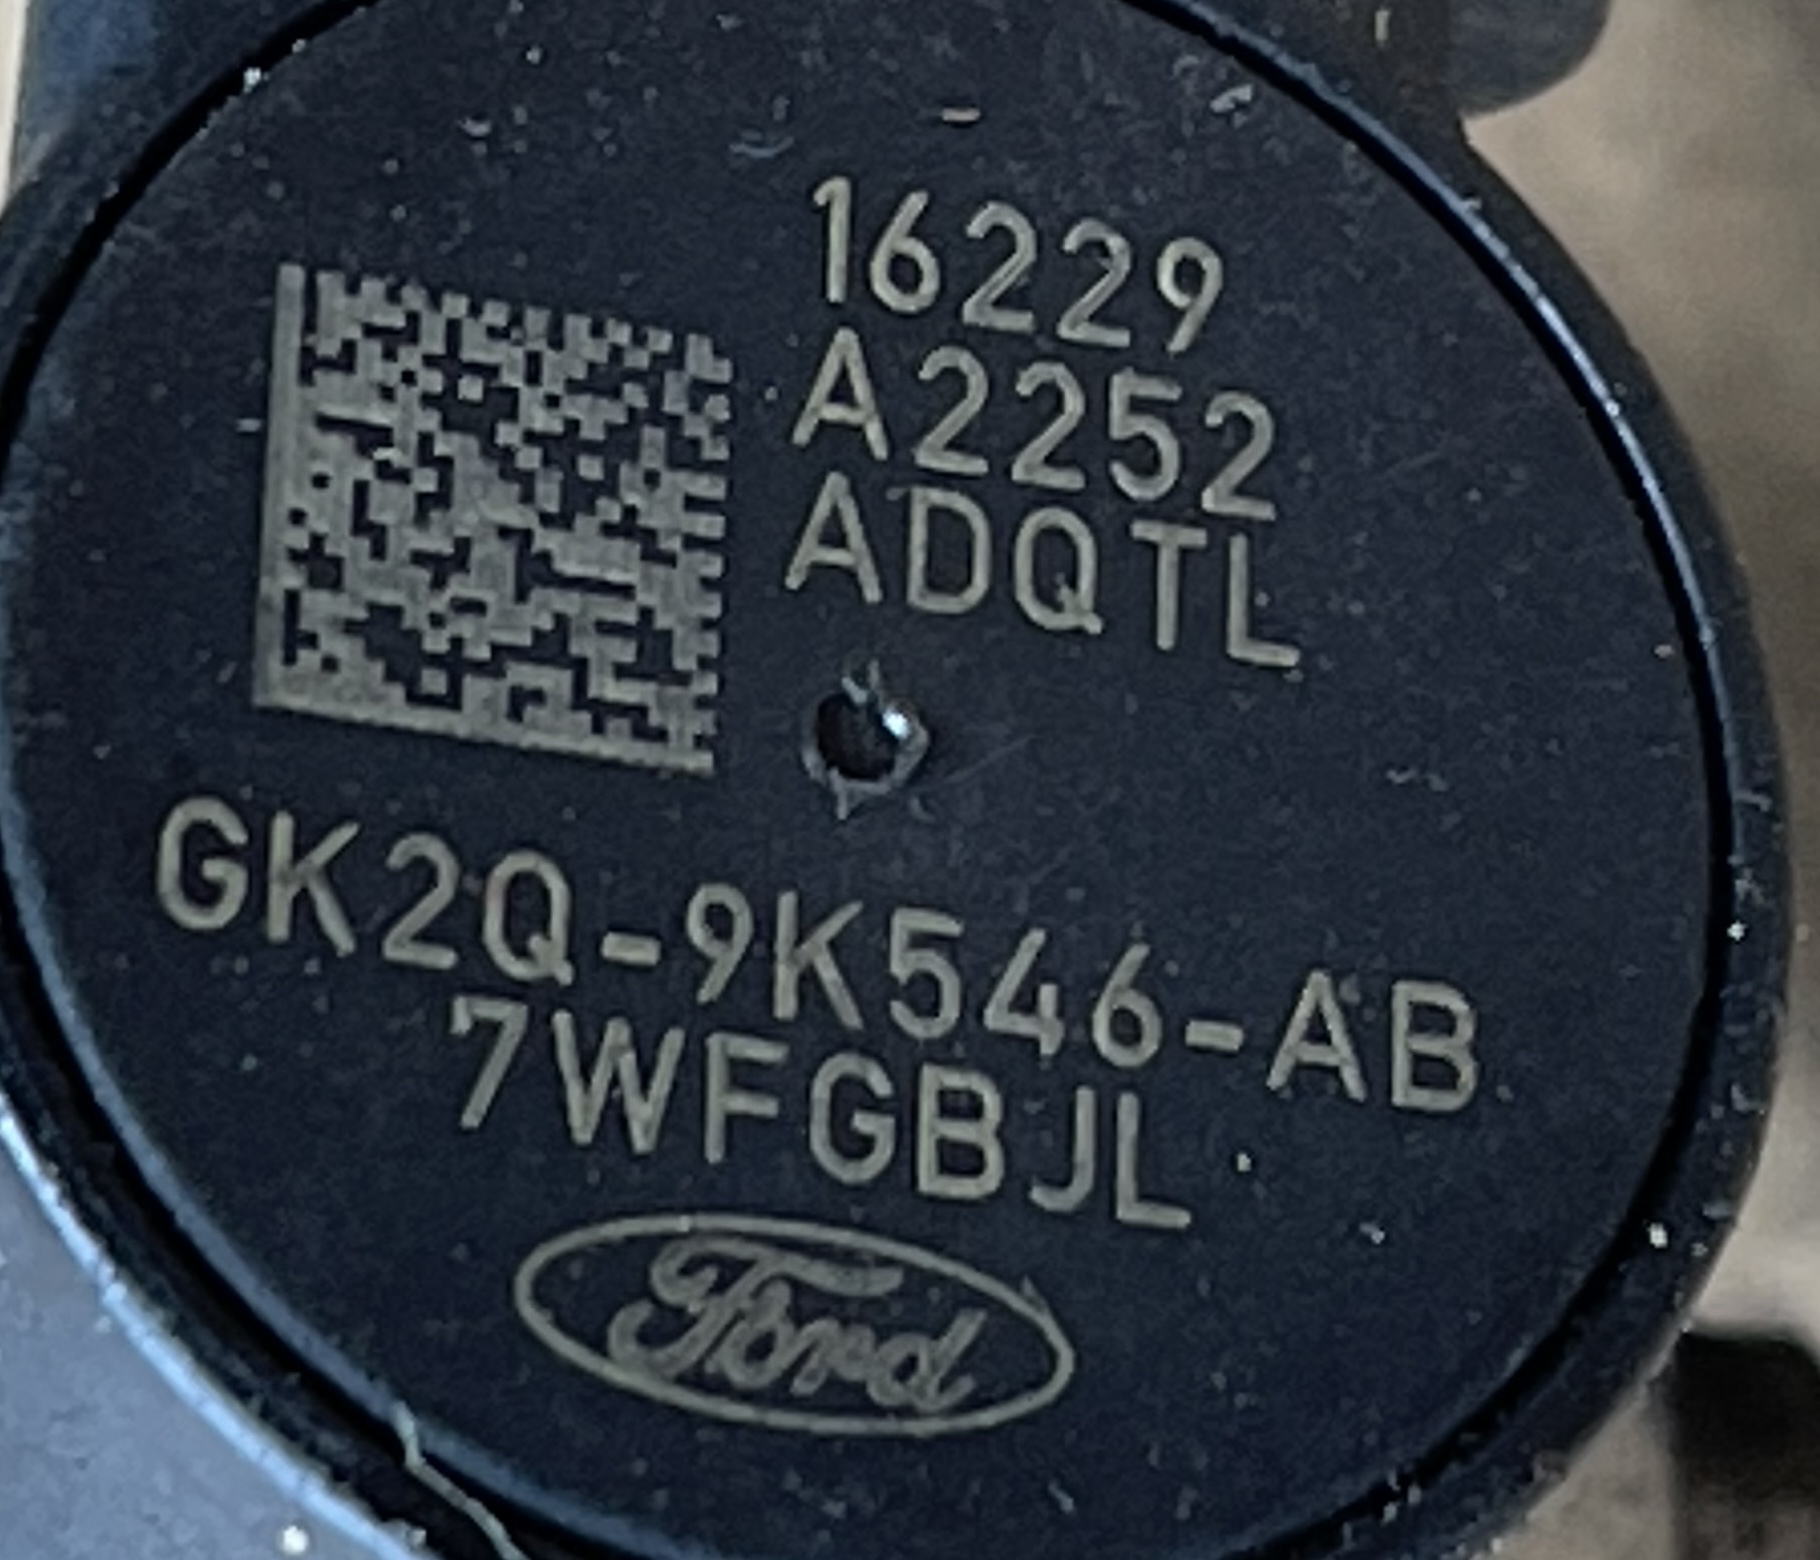 16229
A2252
ADQTL
GK2Q-9K546-AB
7WFGBJL
Ford